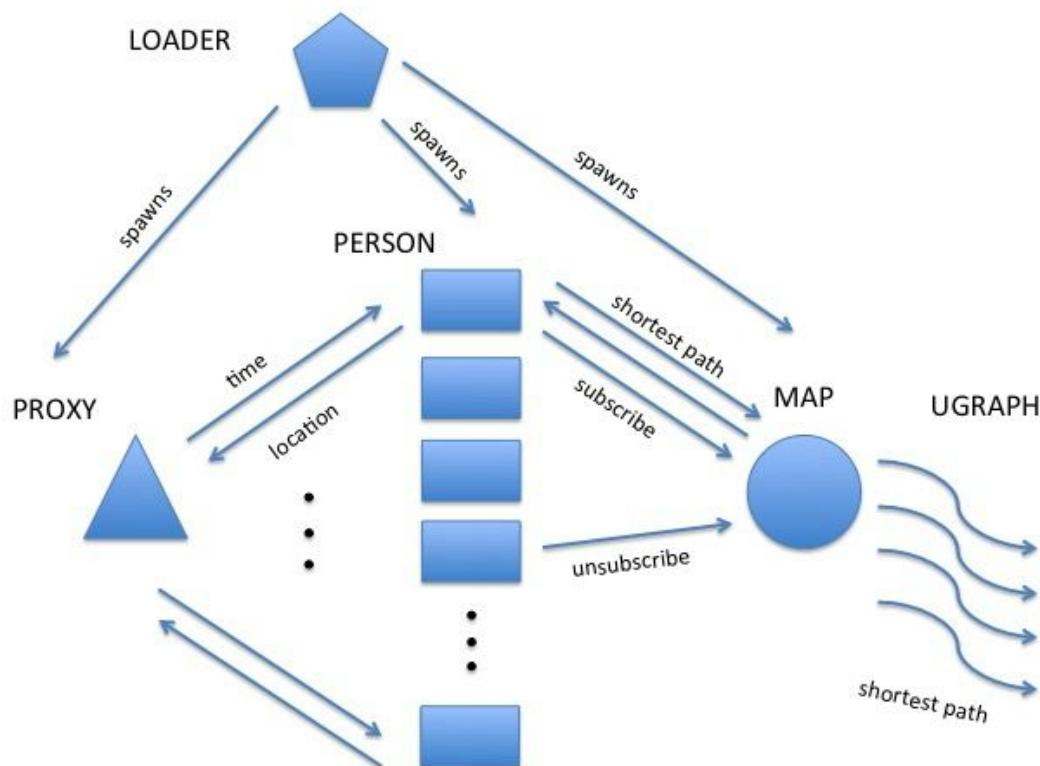 LOADER
spawns
spawns
spawns
PERSON
shortest path
time
subscribe
PROXY
MAP
UGRAPH
location
unsubscribe
shortest path